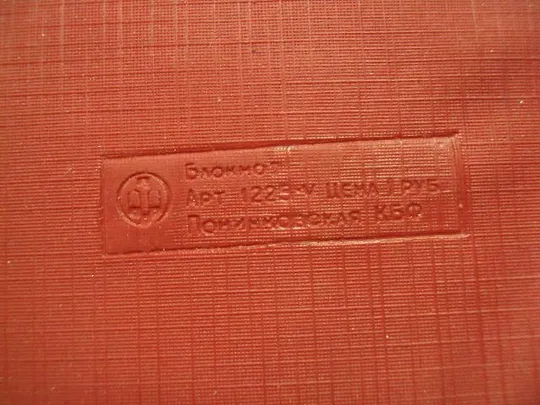 Блокнот
Арт. 1225-У Цена 1 руб.
Понинковская КБФ